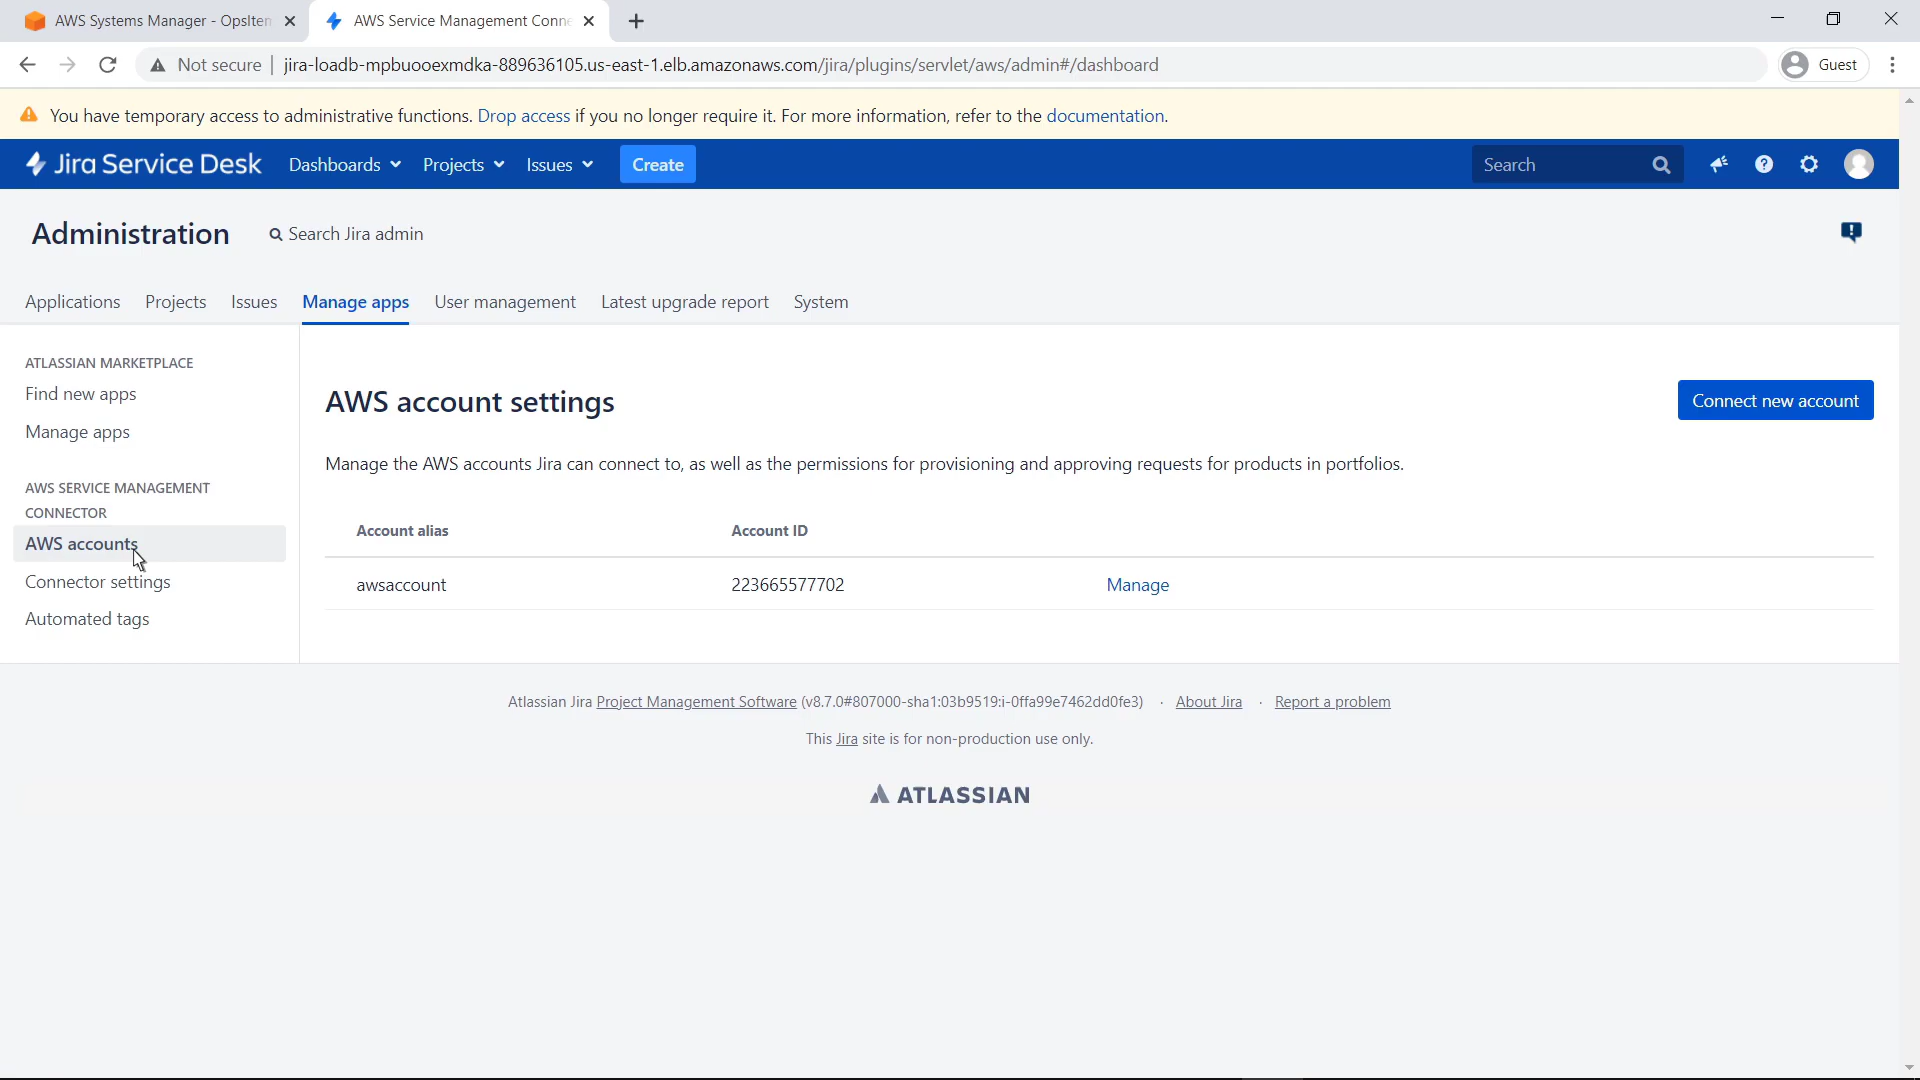 AWS Systems Manager - OpsIten
AWS Service Management Conne
Not secure
jira-loadb-mpbuooexmdka-889636105.us-east-1.elb.amazonaws.com/jira/plugins/servlet/aws/admin#/dashboard
Guest
You have temporary access to administrative functions. Drop access if you no longer require it. For more information, refer to the documentation.
Jira Service Desk
Dashboards
Projects
Issues
Create
Search
Administration
Search Jira admin
Applications
Projects
Issues
Manage apps
User management
Latest upgrade report
System
ATLASSIAN MARKETPLACE
Find new apps
Manage apps
AWS SERVICE MANAGEMENT
CONNECTOR
AWS accounts
Connector settings
Automated tags
AWS account settings
Connect new account
Manage the AWS accounts Jira can connect to, as well as the permissions for provisioning and approving requests for products in portfolios.
Account alias
Account ID
awsaccount
223665577702
Manage
Atlassian Jira Project Management Software (v8.7.0#807000-sha1:03b9519:i-0ffa99e7462dd0fe3) · About Jira · Report a problem
This Jira site is for non-production use only.
ATLASSIAN